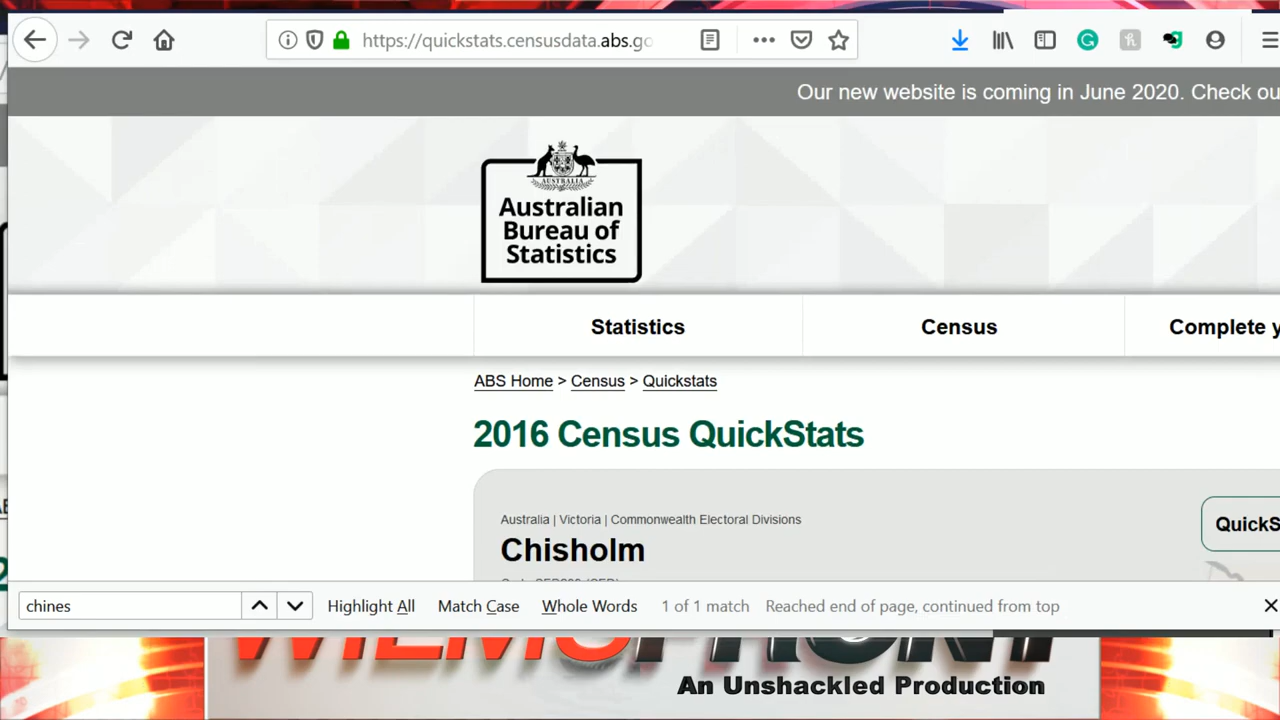 https://quickstats.censusdata.abs.go
Our new website is coming in June 2020. Check ou
AUSTRALIA
Australian
Bureau of
Statistics
Statistics Census Complete y
ABS Home > Census > Quickstats
2016 Census QuickStats
Australia | Victoria | Commonwealth Electoral Divisions
QuickS
Chisholm
chines Highlight All Match Case Whole Words 1 of 1 match Reached end of page, continued from top
WILMSFRONT
An Unshackled Production